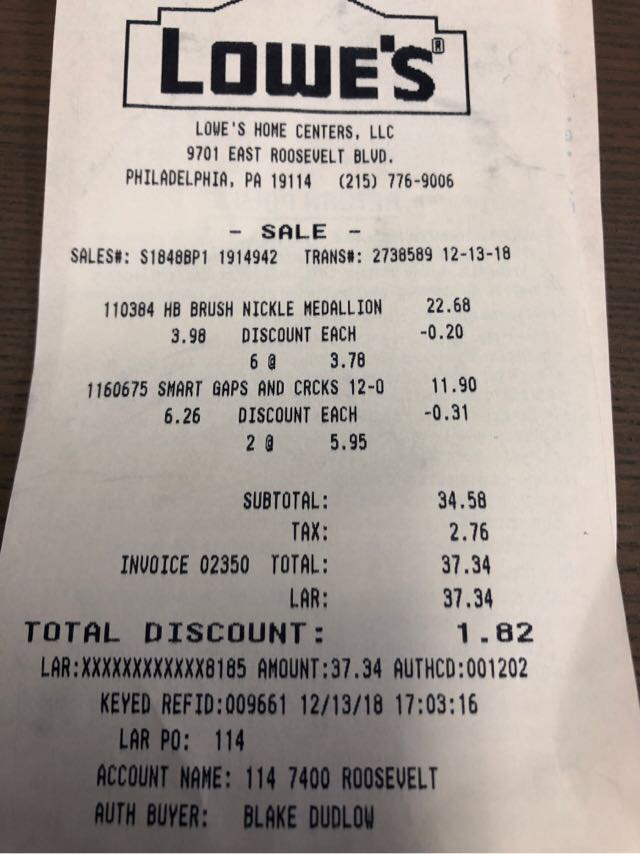 LOWE'S®
LOWE'S HOME CENTERS, LLC
9701 EAST ROOSEVELT BLVD.
PHILADELPHIA, PA 19114 (215) 776-9006
- SALE -
SALES#: S1848BP1 1914942 TRANS#: 2738589 12-13-18
110384 HB BRUSH NICKLE MEDALLION 22.68
3.98 DISCOUNT EACH -0.20
6 @ 3.78
1160675 SMART GAPS AND CRCKS 12-O 11.90
6.26 DISCOUNT EACH -0.31
2 @ 5.95
SUBTOTAL: 34.58
TAX: 2.76
INVOICE 02350 TOTAL: 37.34
LAR: 37.34
TOTAL DISCOUNT: 1.82
LAR:XXXXXXXXXXXX8185 AMOUNT:37.34 AUTHCD:001202
KEYED REFID:009661 12/13/18 17:03:16
LAR PO: 114
ACCOUNT NAME: 114 7400 ROOSEVELT
AUTH BUYER: BLAKE DUDLOW